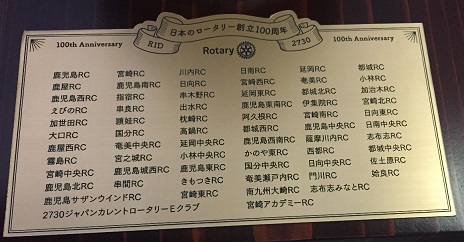 日本のロータリー創立100周年
100th Anniversary RID 2730 100th Anniversary
Rotary
鹿児島RC 宮崎RC 川内RC 日南RC 延岡RC 都城RC
鹿屋RC 鹿児島南RC 日向RC 宮崎西RC 奄美RC 小林RC
鹿児島西RC 指宿RC 串木野RC 延岡東RC 都城北RC 加治木RC
えびのRC 串良RC 出水RC 鹿児島東南RC 伊集院RC 宮崎北RC
加世田RC 頴娃RC 枕崎RC 阿久根RC 宮崎南RC 日向東RC
大口RC 国分RC 高鍋RC 都城西RC 鹿児島中央RC 日南中央RC
鹿屋西RC 奄美中央RC 延岡中央RC 鹿児島西南RC 薩摩川内RC 志布志RC
霧島RC 宮之城RC 小林中央RC かのや東RC 西都RC 都城中央RC
宮崎中央RC 鹿児島城西RC 鹿児島東RC 国分中央RC 日向中央RC 佐土原RC
鹿児島北RC 串間RC きもつきRC 奄美瀬戸内RC 門川RC 姶良RC
鹿児島サザンウインドRC 宮崎東RC 南九州大崎RC 志布志みなとRC
2730ジャパンカレントロータリーEクラブ 宮崎アカデミーRC